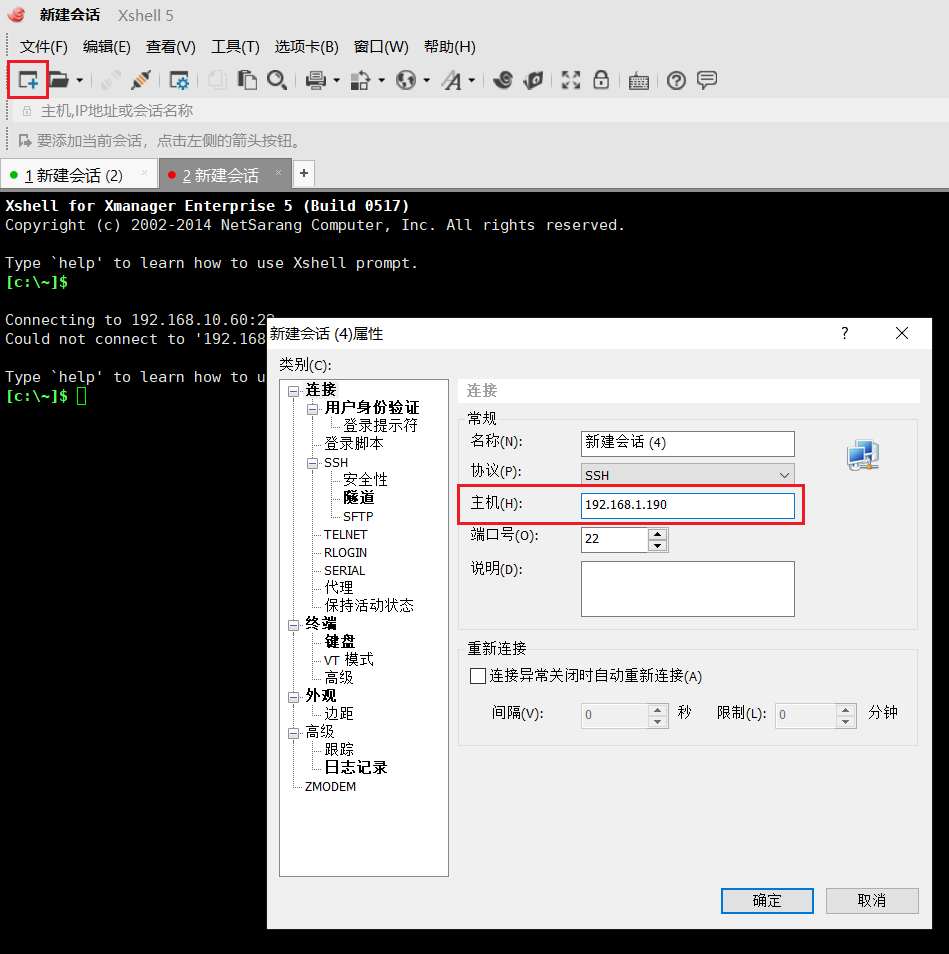 新建会话 Xshell 5
文件(F) 编辑(E) 查看(V) 工具(T) 选项卡(B) 窗口(W) 帮助(H)
主机,IP地址或会话名称
要添加当前会话，点击左侧的箭头按钮。
1 新建会话 (2) × 2 新建会话 × +
Xshell for Xmanager Enterprise 5 (Build 0517)
Copyright (c) 2002-2014 NetSarang Computer, Inc. All rights reserved.
Type `help' to learn how to use Xshell prompt.
[c:\~]$
Connecting to 192.168.10.60:22
Could not connect to '192.168
Type `help' to learn how to u
[c:\~]$
新建会话 (4)属性 ?
类别(C):
连接
用户身份验证
登录提示符
登录脚本
SSH
安全性
隧道
SFTP
TELNET
RLOGIN
SERIAL
代理
保持活动状态
终端
键盘
VT 模式
高级
外观
边距
高级
跟踪
日志记录
ZMODEM
连接
常规
名称(N): 新建会话 (4)
协议(P): SSH
主机(H): 192.168.1.190
端口号(O): 22
说明(D):
重新连接
连接异常关闭时自动重新连接(A)
间隔(V): 0 秒 限制(L): 0 分钟
确定 取消